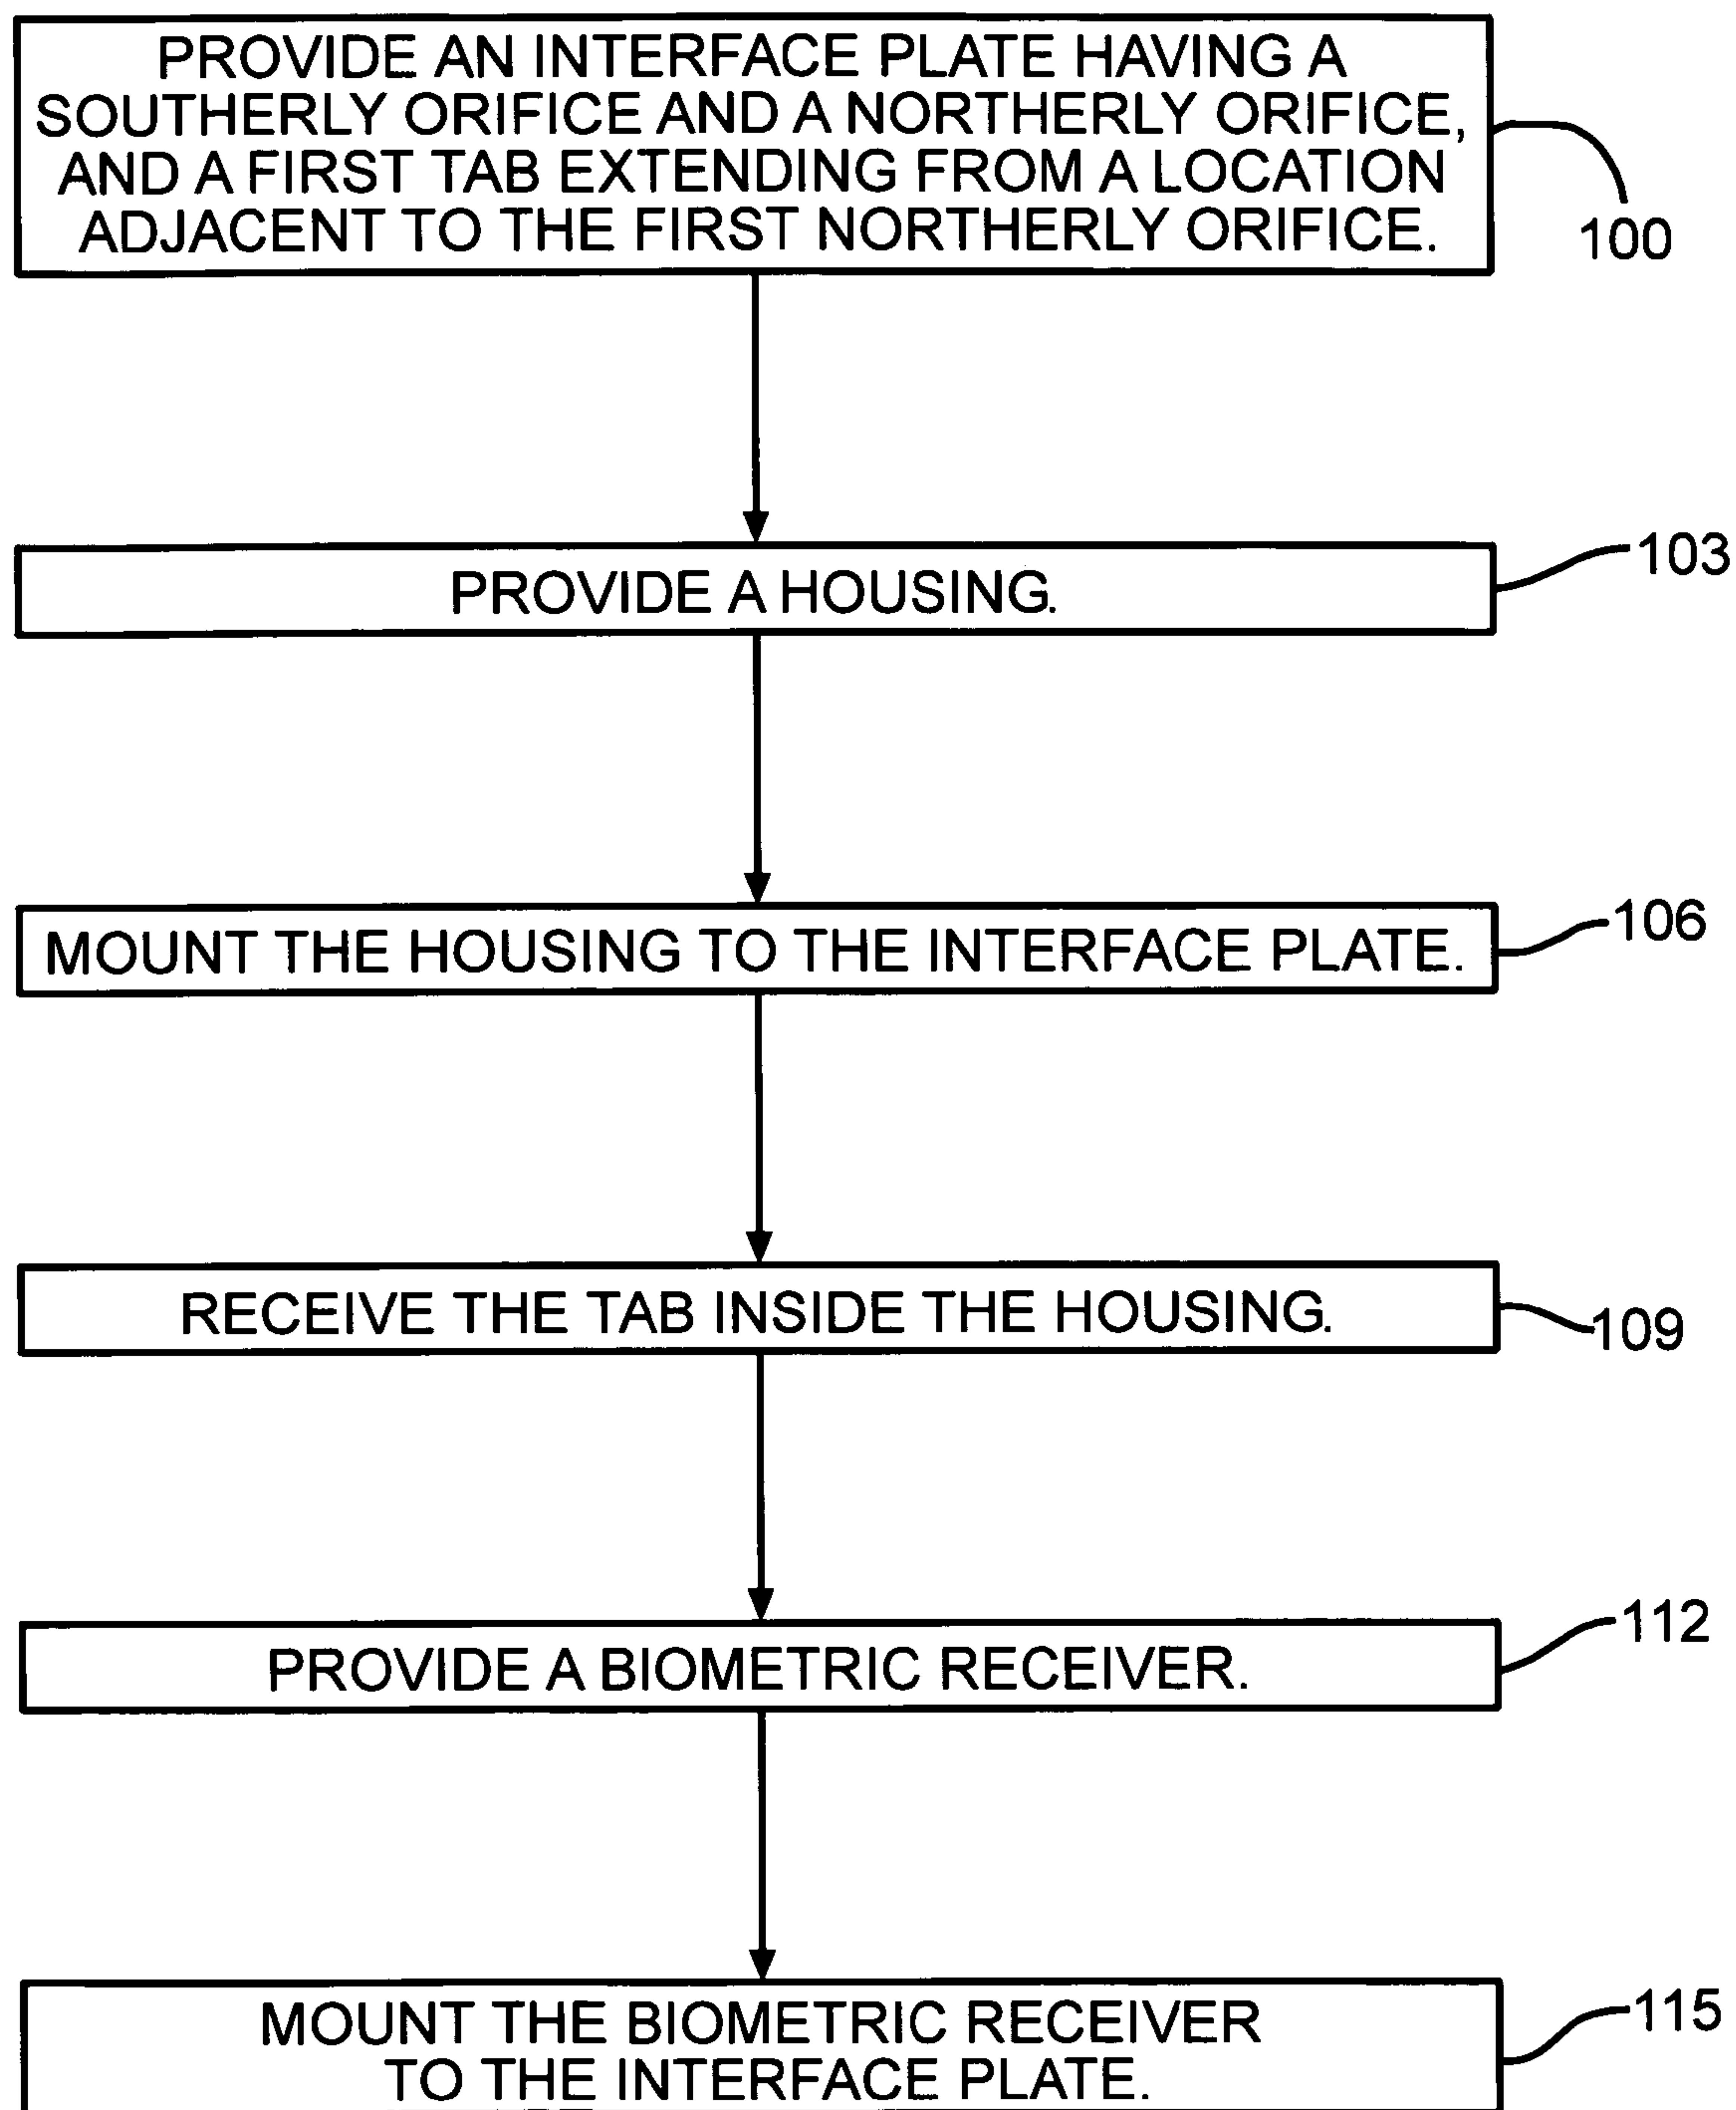 PROVIDE AN INTERFACE PLATE HAVING A
SOUTHERLY ORIFICE AND A NORTHERLY ORIFICE,
AND A FIRST TAB EXTENDING FROM A LOCATION
ADJACENT TO THE FIRST NORTHERLY ORIFICE.
100
PROVIDE A HOUSING.
103
MOUNT THE HOUSING TO THE INTERFACE PLATE.
106
RECEIVE THE TAB INSIDE THE HOUSING.
109
PROVIDE A BIOMETRIC RECEIVER.
112
MOUNT THE BIOMETRIC RECEIVER
TO THE INTERFACE PLATE.
115